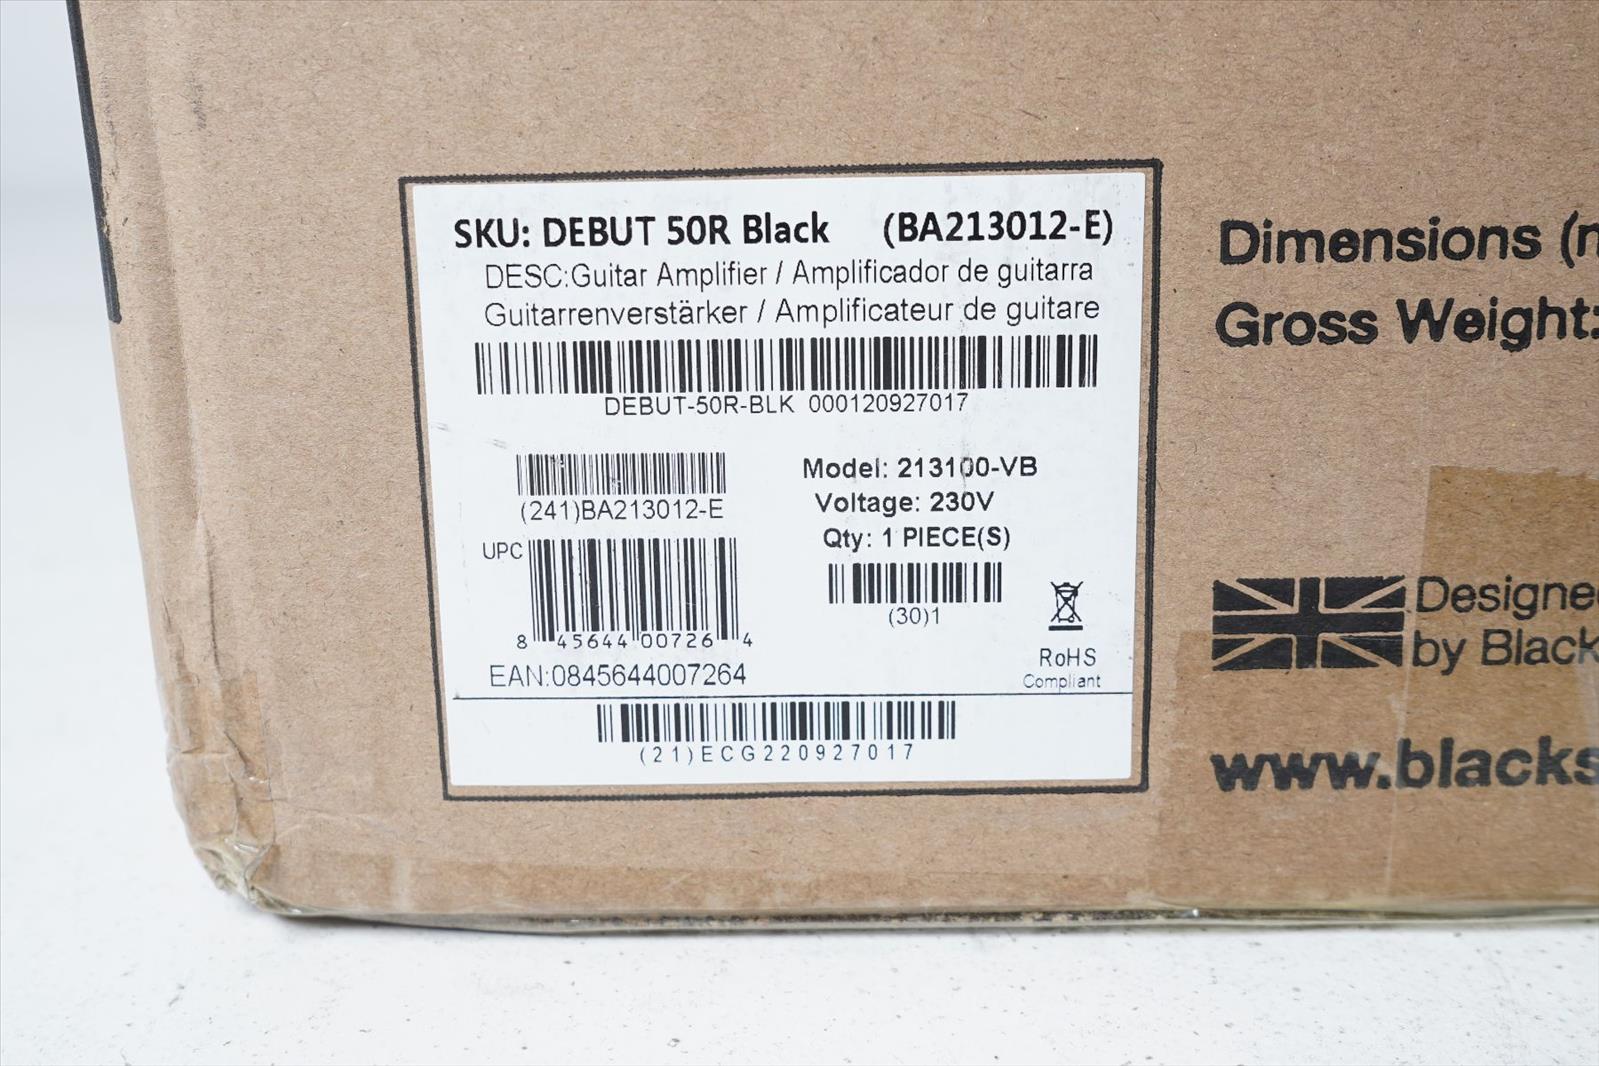 SKU: DEBUT 50R Black (BA213012-E)
DESC:Guitar Amplifier / Amplificador de guitarra
Guitarrenverstärker / Amplificateur de guitare
DEBUT-50R-BLK 000120927017
(241)BA213012-E
Model: 213100-VB
Voltage: 230V
Qty: 1 PIECE(S)
(30)1
UPC
8 45644 00726 4
EAN:0845644007264
RoHS
Compliant
(21)ECG220927017
Dimensions
Gross Weight:
Designe
by Black
www.blacks